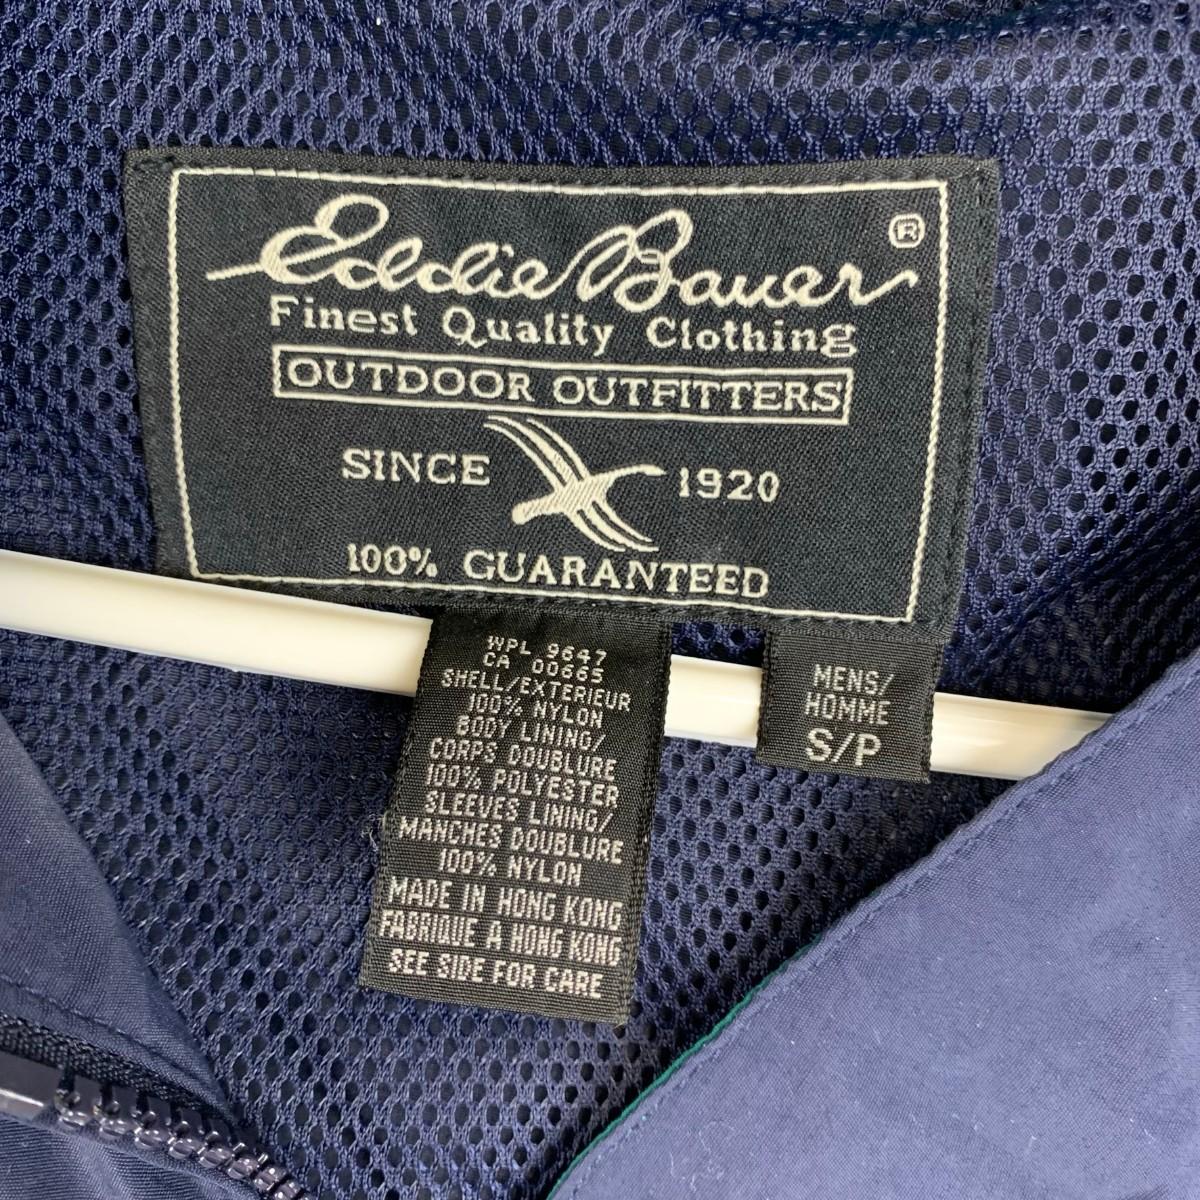 Eddie Bauer ®
Finest Quality Clothing
OUTDOOR OUTFITTERS
SINCE 1920
100% GUARANTEED
WPL 9647
CA 00665
SHELL/EXTERIEUR
100% NYLON
BODY LINING/
CORPS DOUBLURE
100% POLYESTER
SLEEVES LINING/
MANCHES DOUBLURE
100% NYLON
MADE IN HONG KONG
FABRIQUE A HONG KONG
SEE SIDE FOR CARE
MENS/
HOMME
S/P